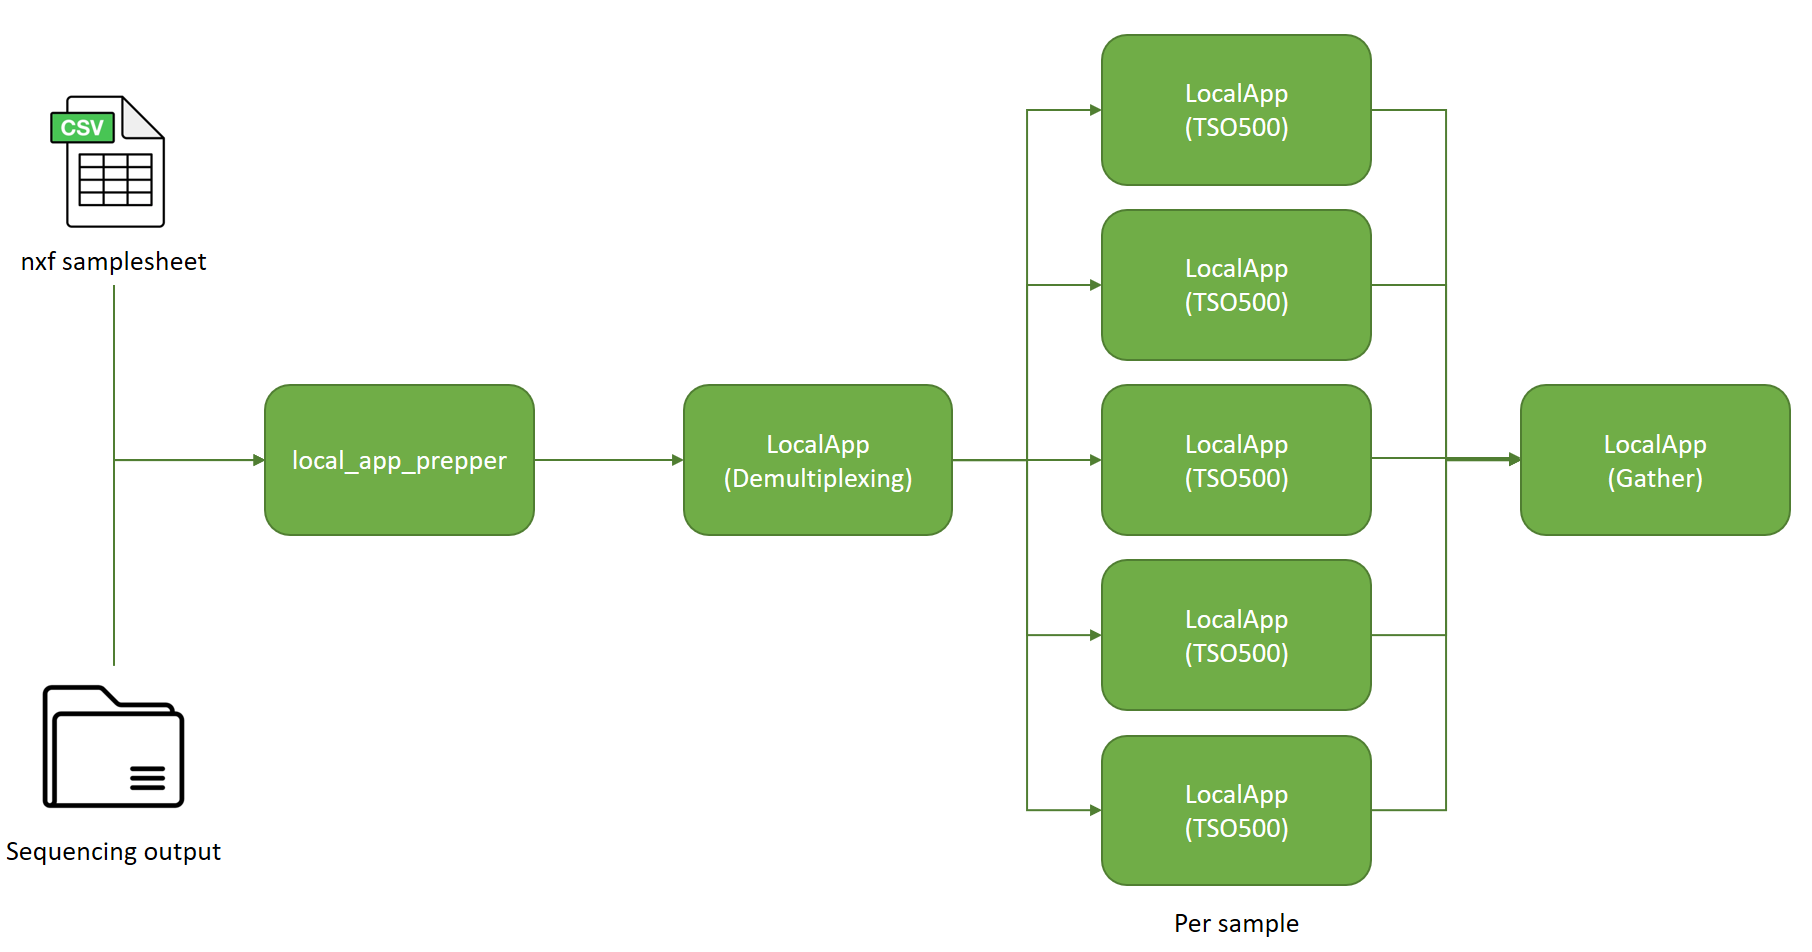 CSV
nxf samplesheet
Sequencing output
local_app_prepper
LocalApp
(Demultiplexing)
LocalApp
(TSO500)
LocalApp
(TSO500)
LocalApp
(TSO500)
LocalApp
(TSO500)
LocalApp
(TSO500)
Per sample
LocalApp
(Gather)